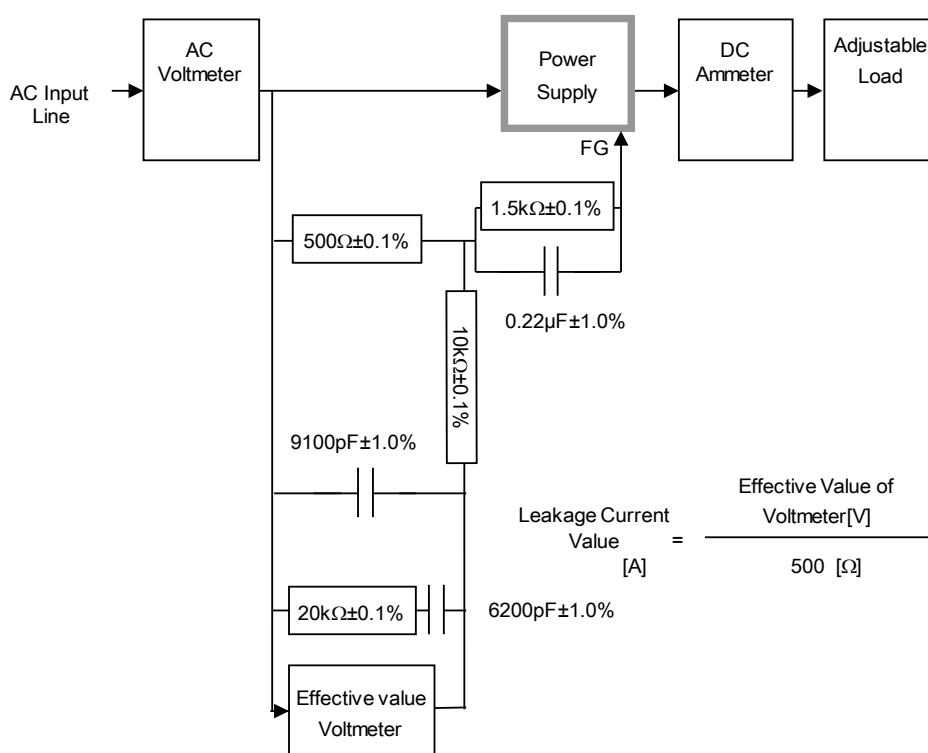 AC
Voltmeter
Power
Supply
DC
Ammeter
Adjustable
Load
AC Input
Line
FG
1.5kΩ±0.1%
500Ω±0.1%
0.22µF±1.0%
10kΩ±0.1%
9100pF±1.0%
Effective Value of
Voltmeter[V]
Leakage Current
Value
[A]
=
500 [Ω]
20kΩ±0.1%
6200pF±1.0%
Effective value
Voltmeter